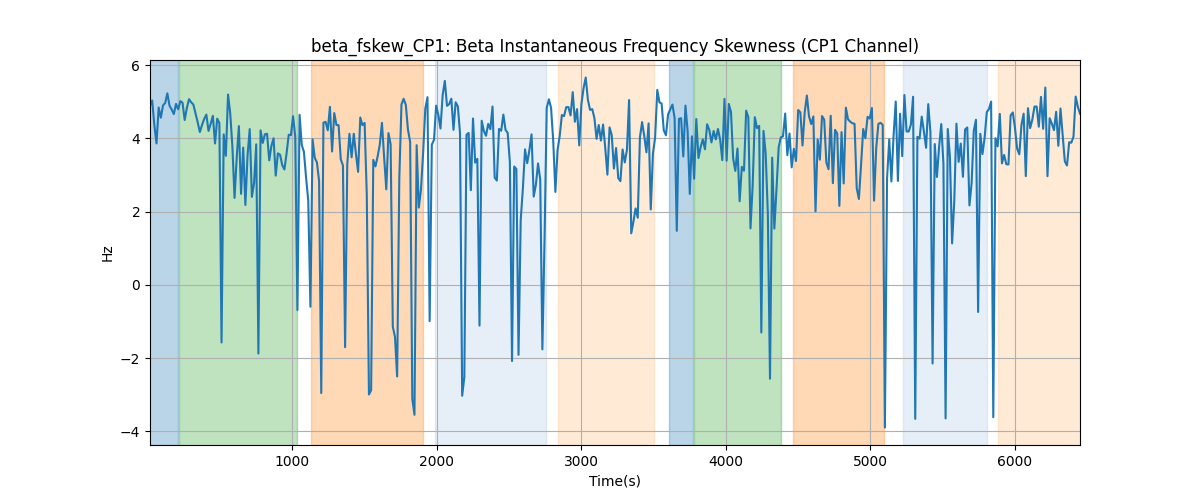 beta_fskew_CP1: Beta Instantaneous Frequency Skewness (CP1 Channel)
6
4
2
0
−2
−4
Hz
1000 2000 3000 4000 5000 6000
Time(s)